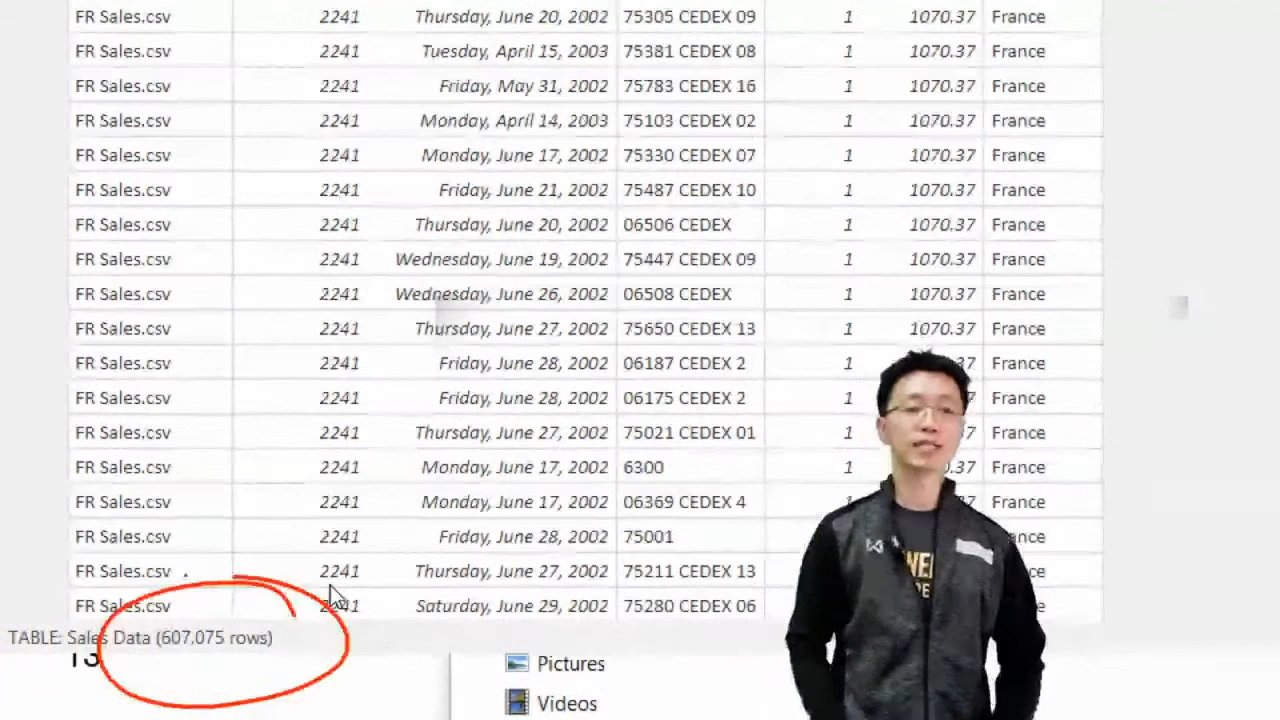 FR Sales.csv 2241 Thursday, June 20, 2002 75305 CEDEX 09 1 1070.37 France
FR Sales.csv 2241 Tuesday, April 15, 2003 75381 CEDEX 08 1 1070.37 France
FR Sales.csv 2241 Friday, May 31, 2002 75783 CEDEX 16 1 1070.37 France
FR Sales.csv 2241 Monday, April 14, 2003 75103 CEDEX 02 1 1070.37 France
FR Sales.csv 2241 Monday, June 17, 2002 75330 CEDEX 07 1 1070.37 France
FR Sales.csv 2241 Friday, June 21, 2002 75487 CEDEX 10 1 1070.37 France
FR Sales.csv 2241 Thursday, June 20, 2002 06506 CEDEX 1 1070.37 France
FR Sales.csv 2241 Wednesday, June 19, 2002 75447 CEDEX 09 1 1070.37 France
FR Sales.csv 2241 Wednesday, June 26, 2002 06508 CEDEX 1 1070.37 France
FR Sales.csv 2241 Thursday, June 27, 2002 75650 CEDEX 13 1 1070.37 France
FR Sales.csv 2241 Friday, June 28, 2002 06187 CEDEX 2 1 37 France
FR Sales.csv 2241 Friday, June 28, 2002 06175 CEDEX 2 1 7 France
FR Sales.csv 2241 Thursday, June 27, 2002 75021 CEDEX 01 1 37 France
FR Sales.csv 2241 Monday, June 17, 2002 6300 1 .37 France
FR Sales.csv 2241 Monday, June 17, 2002 06369 CEDEX 4 1 France
FR Sales.csv 2241 Friday, June 28, 2002 75001 ance
FR Sales.csv 2241 Thursday, June 27, 2002 75211 CEDEX 13 France
FR Sales.csv 2241 Saturday, June 29, 2002 75280 CEDEX 06 France
TABLE: Sales Data (607,075 rows)
Pictures
Videos